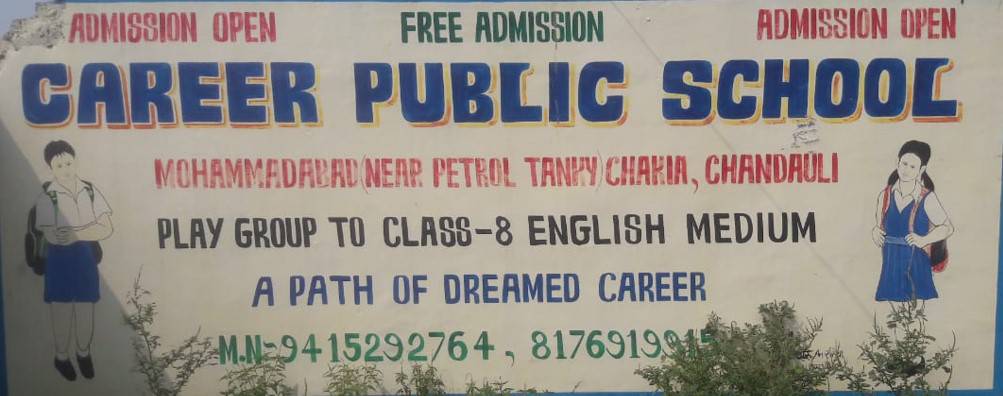 ADMISSION OPEN FREE ADMISSION ADMISSION OPEN
CAREER PUBLIC SCHOOL
MOHAMMADABAD (NEAR PETROL TANKY) CHAKIA, CHANDAULI
PLAY GROUP TO CLASS-8 ENGLISH MEDIUM
A PATH OF DREAMED CAREER
M.N-9415292764,